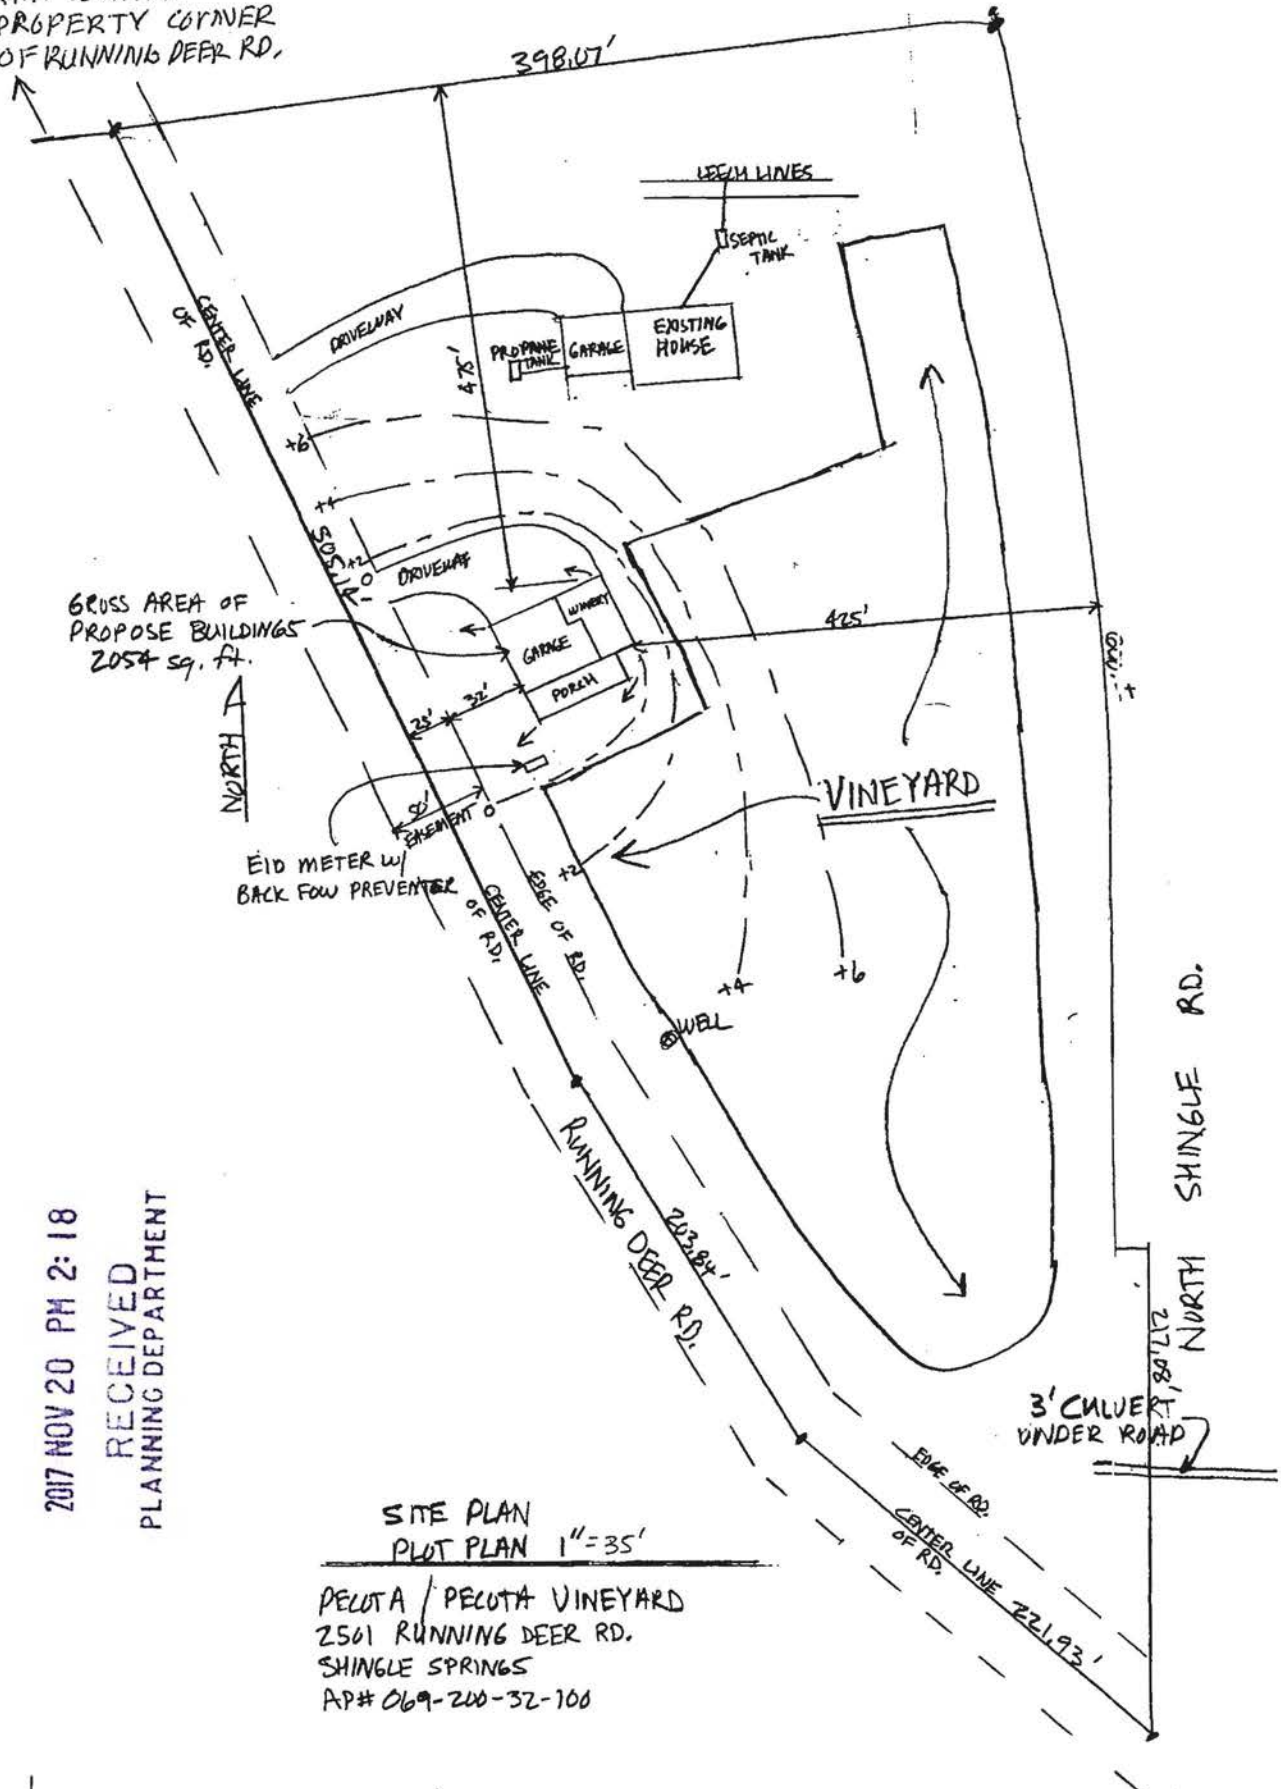 PROPERTY CORNER
OF RUNNING DEER RD.
398.07'
LEECH LINES
SEPTIC
TANK
CENTER LINE
OF RD.
DRIVEWAY
PROPANE
TANK
GARAGE
EXISTING
HOUSE
475'
+6
+4
+2
0
DRIVEWAY
GROSS AREA OF
PROPOSE BUILDINGS
2054 sq. ft.
WINERY
GARAGE
PORCH
425'
25'
32'
NORTH
50'
EASEMENT
0
EID METER W/
BACK FOW PREVENTER
VINEYARD
+2
+4
+6
EDGE OF RD.
CENTER LINE
OF RD.
WELL
RUNNING DEER RD.
203.84'
NORTH SHINGLE RD.
217.08'
3' CULVERT
UNDER ROAD
EDGE OF RD.
CENTER LINE 221.93'
OF RD.
2017 NOV 20 PM 2:18
RECEIVED
PLANNING DEPARTMENT
SITE PLAN
PLOT PLAN 1"=35'
PECOTA / PECOTA VINEYARD
2501 RUNNING DEER RD.
SHINGLE SPRINGS
AP# 069-200-32-100